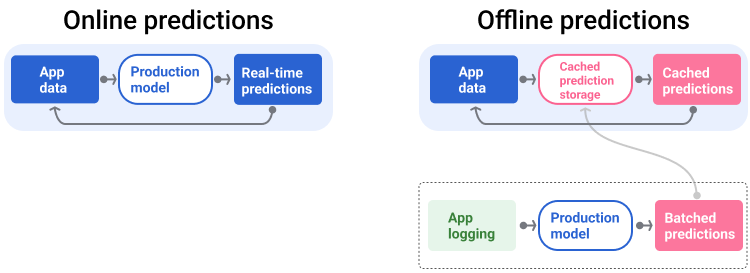 Online predictions
App
data
Production
model
Real-time
predictions
Offline predictions
App
data
Cached
prediction
storage
Cached
predictions
App
logging
Production
model
Batched
predictions